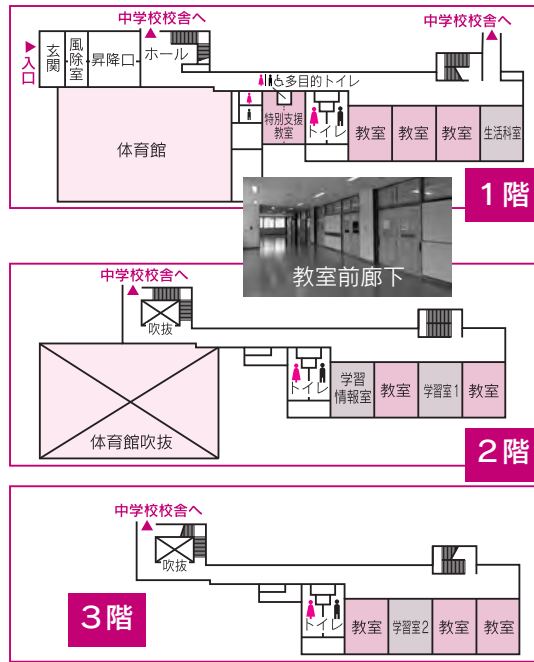 中学校校舎へ
中学校校舎へ
入口
玄関
風除室
昇降口
ホール
多目的トイレ
体育館
特別支援
教室
トイレ
教室
教室
教室
生活科室
1階
教室前廊下
中学校校舎へ
吹抜
体育館吹抜
トイレ
学習
情報室
教室
学習室1
教室
2階
中学校校舎へ
吹抜
3階
トイレ
教室
学習室2
教室
教室